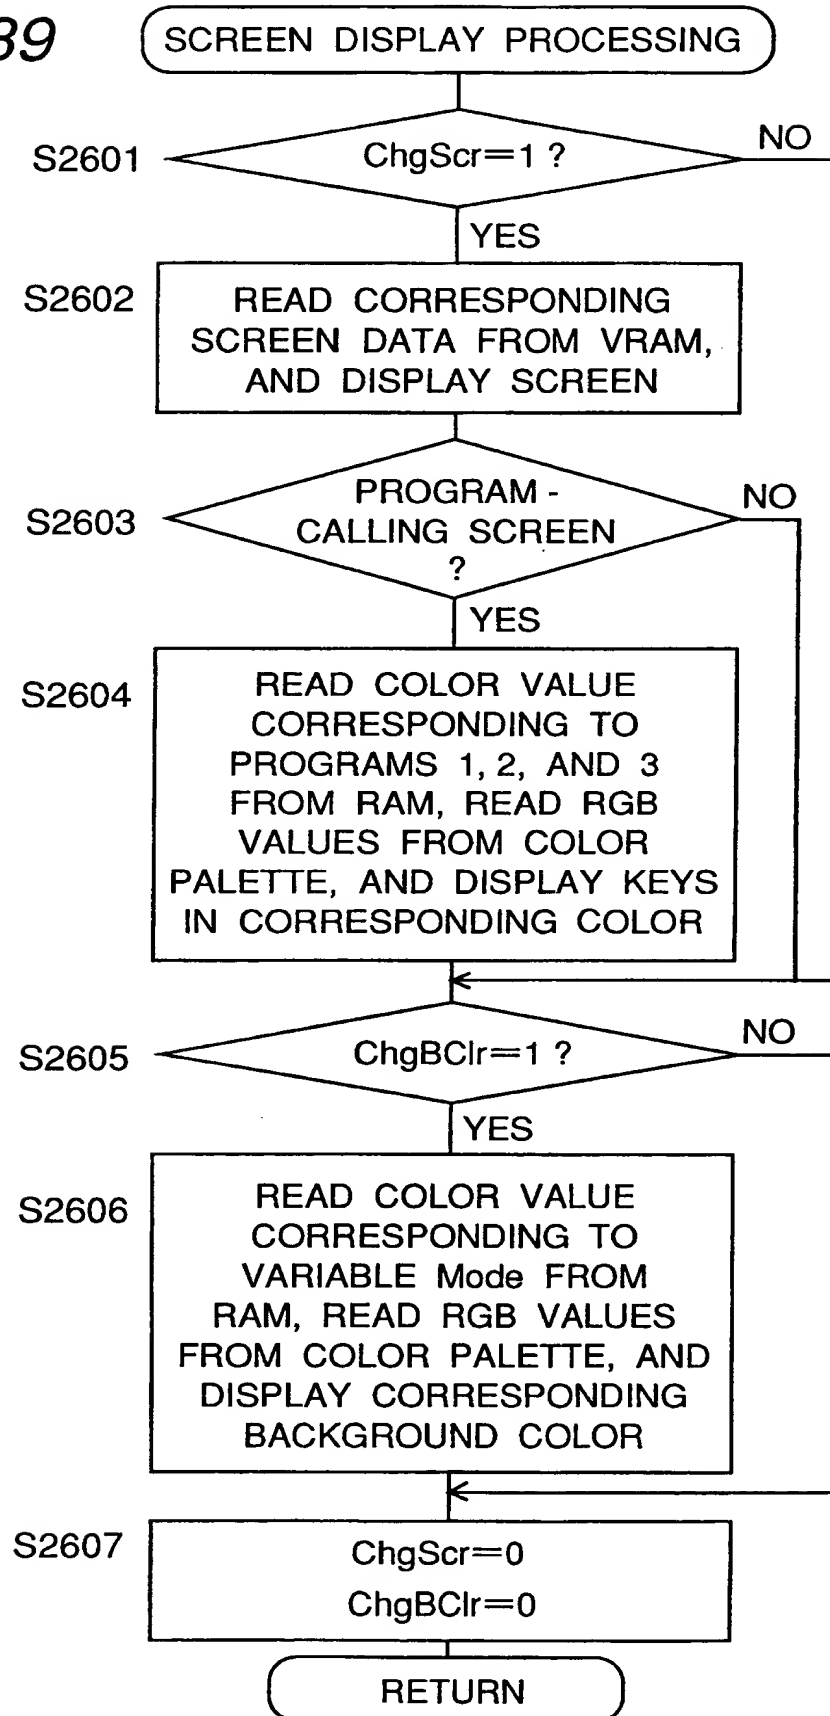 39
SCREEN DISPLAY PROCESSING
S2601
ChgScr=1 ?
NO
YES
S2602
READ CORRESPONDING
SCREEN DATA FROM VRAM,
AND DISPLAY SCREEN
S2603
PROGRAM -
CALLING SCREEN
?
NO
YES
S2604
READ COLOR VALUE
CORRESPONDING TO
PROGRAMS 1, 2, AND 3
FROM RAM, READ RGB
VALUES FROM COLOR
PALETTE, AND DISPLAY KEYS
IN CORRESPONDING COLOR
S2605
ChgBClr=1 ?
NO
YES
S2606
READ COLOR VALUE
CORRESPONDING TO
VARIABLE Mode FROM
RAM, READ RGB VALUES
FROM COLOR PALETTE, AND
DISPLAY CORRESPONDING
BACKGROUND COLOR
S2607
ChgScr=0
ChgBClr=0
RETURN